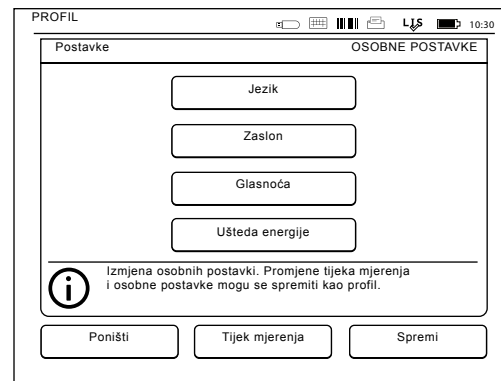 PROFIL
LIS 10:30
Postavke OSOBNE POSTAVKE
Jezik
Zaslon
Glasnoća
Ušteda energije
Izmjena osobnih postavki. Promjene tijeka mjerenja
i osobne postavke mogu se spremiti kao profil.
Poništi Tijek mjerenja Spremi